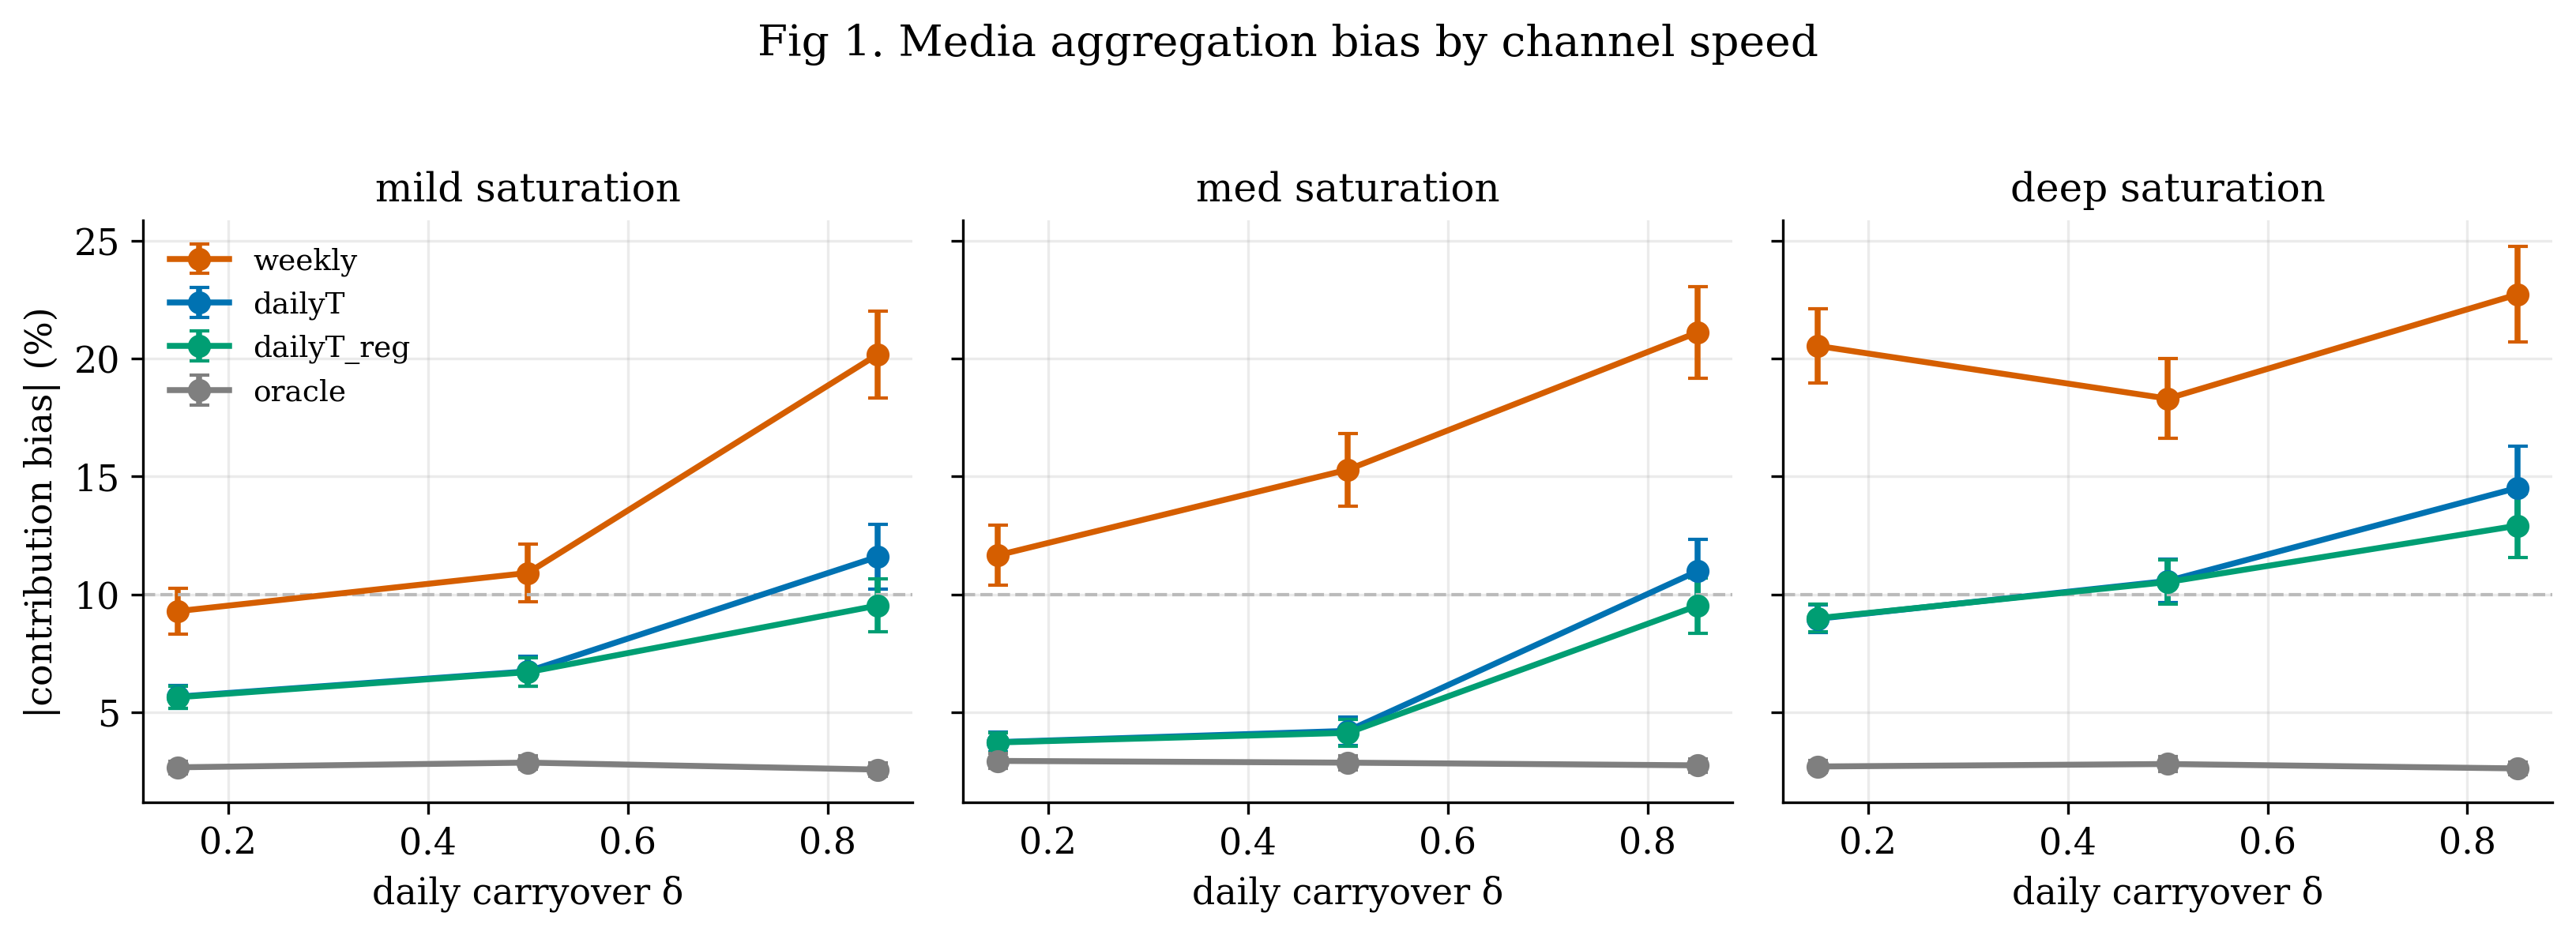 Fig 1. Media aggregation bias by channel speed
mild saturation
med saturation
deep saturation
|contribution bias| (%)
25
20
15
10
5
weekly
dailyT
dailyT_reg
oracle
0.2 0.4 0.6 0.8
0.2 0.4 0.6 0.8
0.2 0.4 0.6 0.8
daily carryover δ
daily carryover δ
daily carryover δ